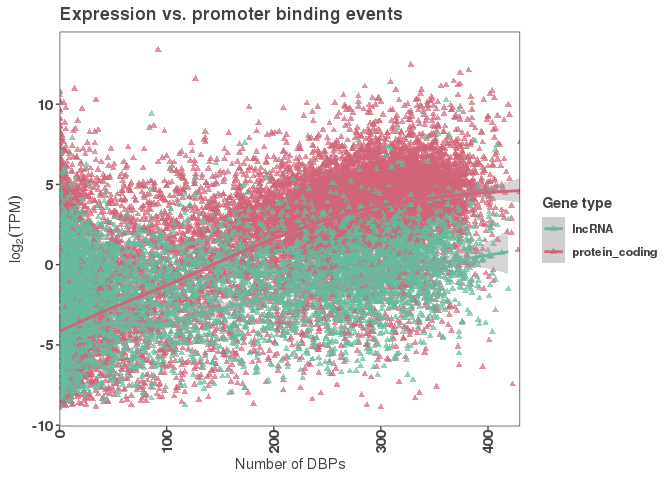 Expression vs. promoter binding events
10
5
0
-5
-10
log2(TPM)
0
100
200
300
400
Number of DBPs
Gene type
lncRNA
protein_coding